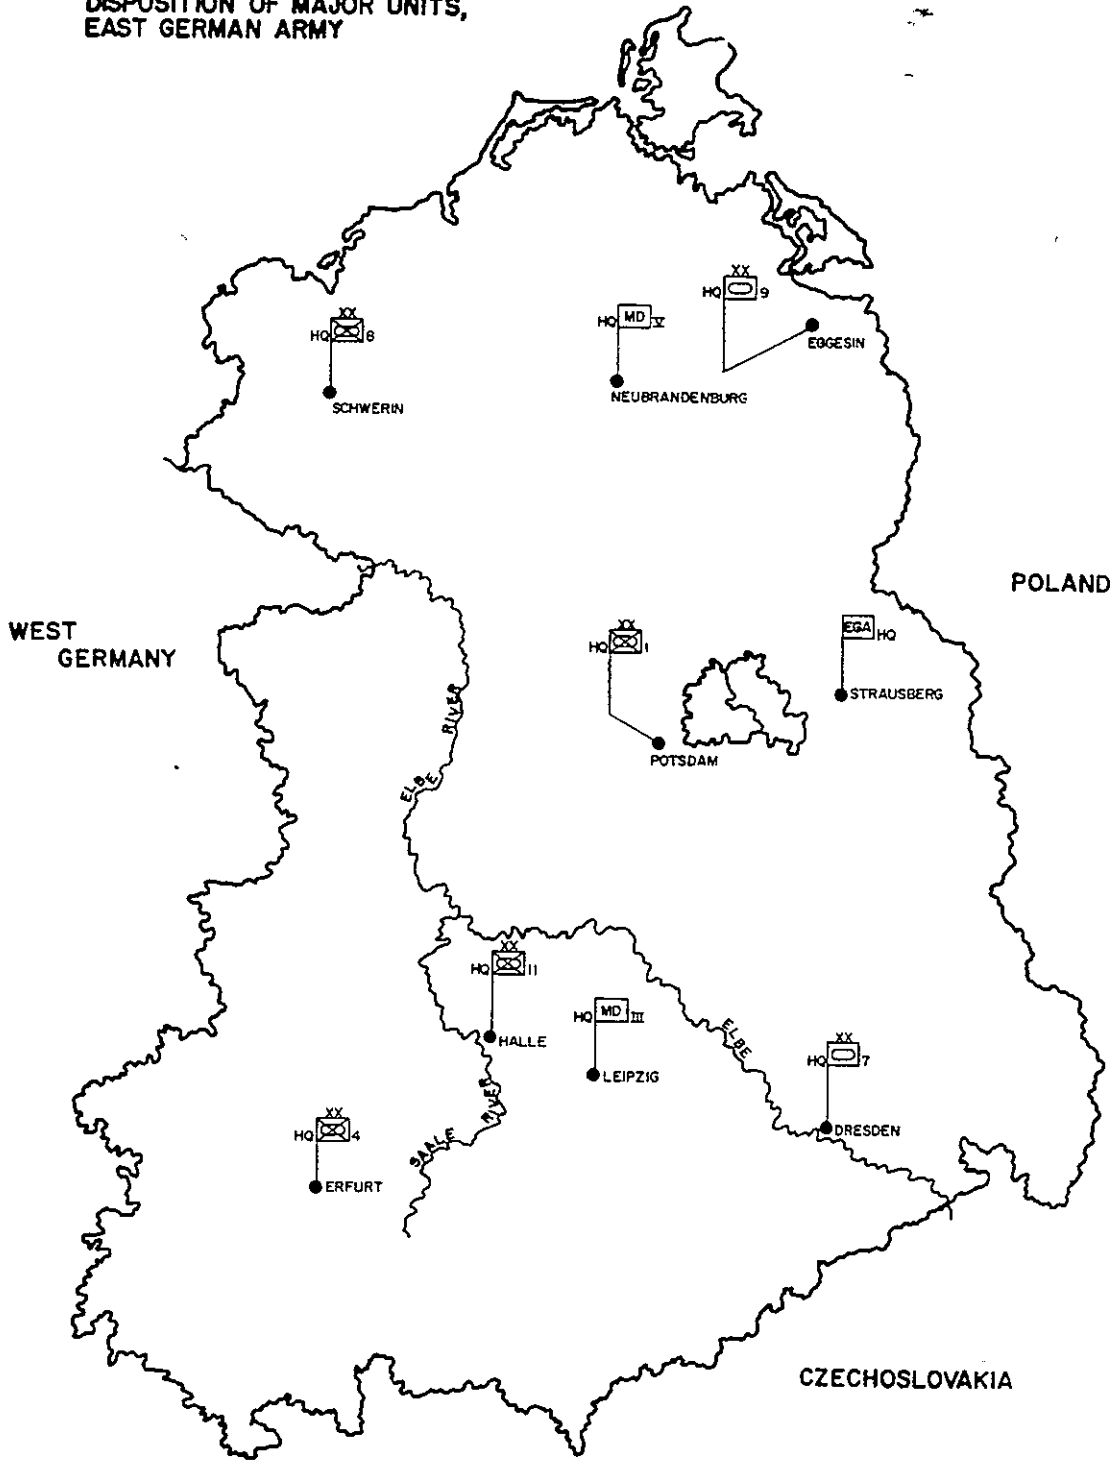 DISPOSITION OF MAJOR UNITS,
EAST GERMAN ARMY
XX
HQ 9
XX
HQ 8
HQ MD V
EGGESIN
NEUBRANDENBURG
SCHWERIN
POLAND
WEST
GERMANY
XX
HQ 1
EGA HQ
STRAUSBERG
POTSDAM
ELBE RIVER
XX
HQ 11
HQ MD III
HALLE
ELBE
XX
HQ 7
LEIPZIG
SAALE RIVER
XX
HQ 4
DRESDEN
ERFURT
CZECHOSLOVAKIA